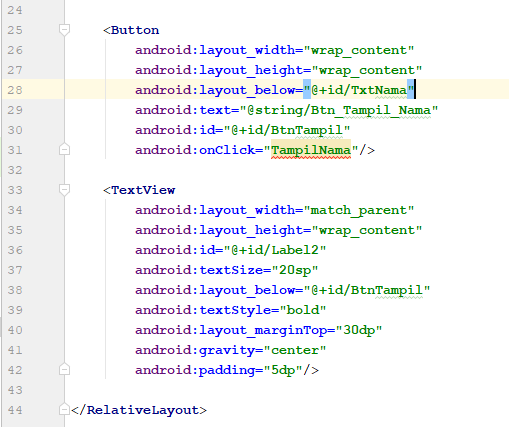 24
25 <Button
26 android:layout_width="wrap_content"
27 android:layout_height="wrap_content"
28 android:layout_below="@+id/TxtNama"
29 android:text="@string/Btn_Tampil_Nama"
30 android:id="@+id/BtnTampil"
31 android:onClick="TampilNama"/>
32
33 <TextView
34 android:layout_width="match_parent"
35 android:layout_height="wrap_content"
36 android:id="@+id/Label2"
37 android:textSize="20sp"
38 android:layout_below="@+id/BtnTampil"
39 android:textStyle="bold"
40 android:layout_marginTop="30dp"
41 android:gravity="center"
42 android:padding="5dp"/>
43
44 </RelativeLayout>